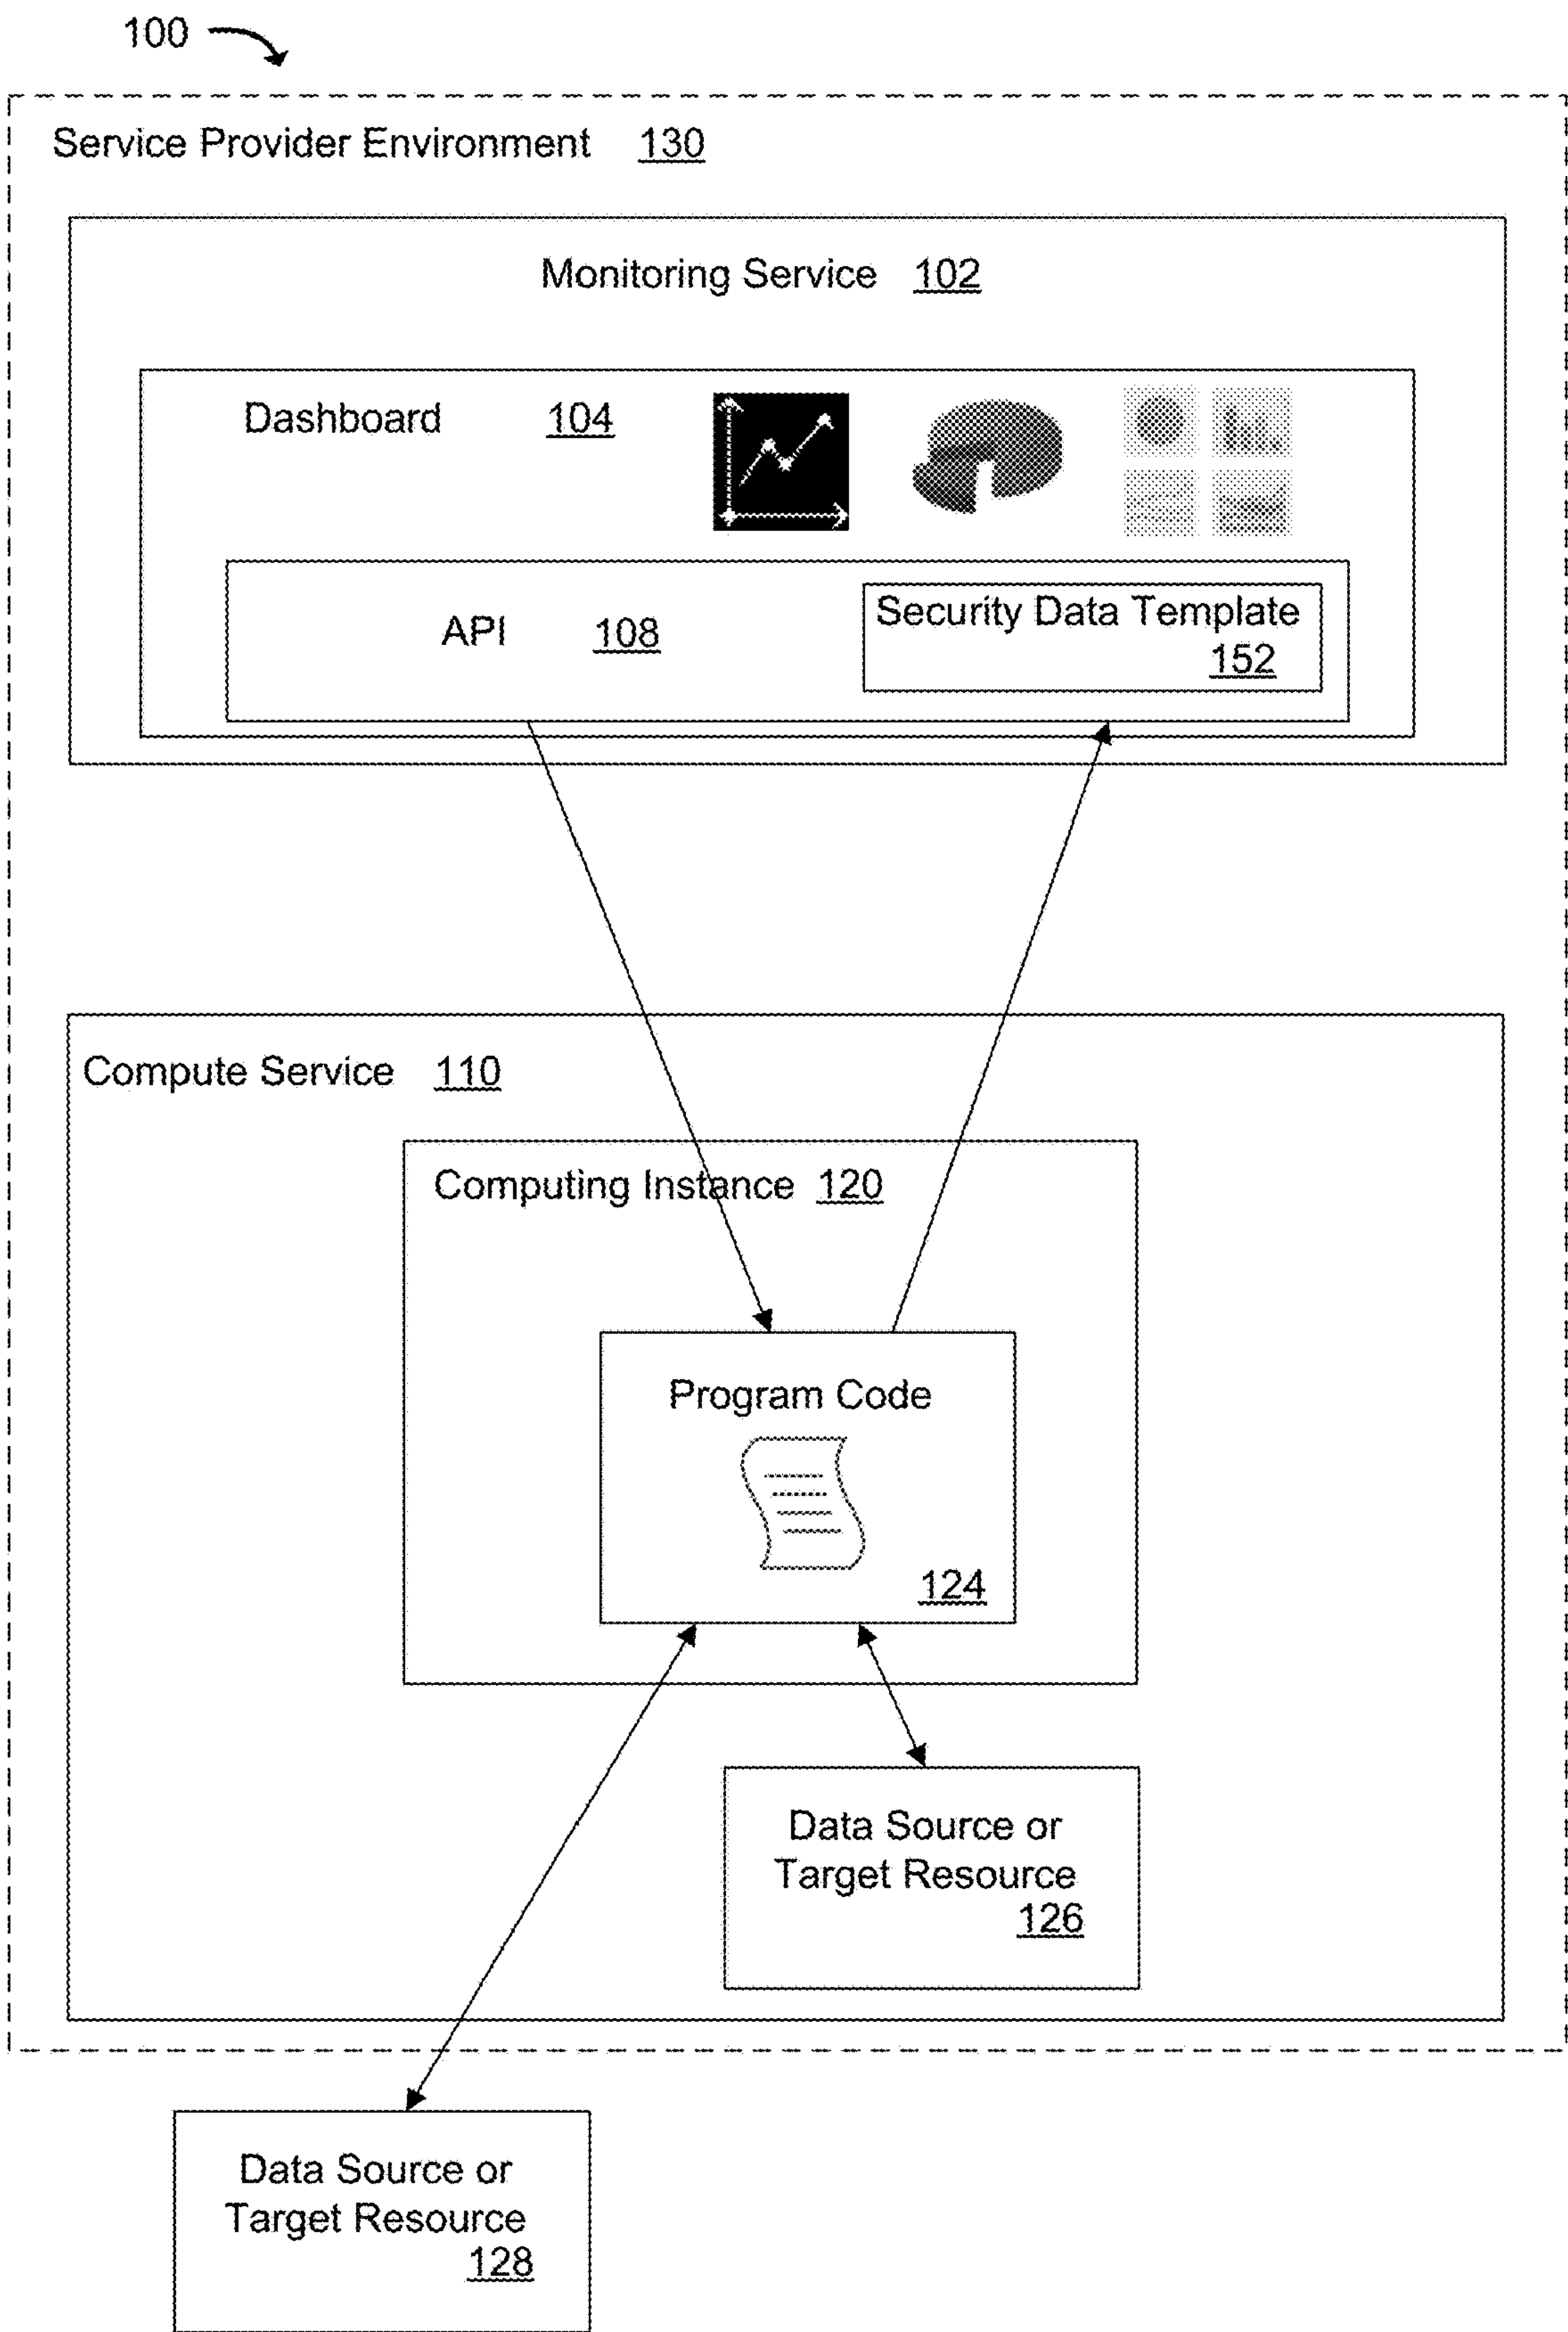 100
Service Provider Environment 130
Monitoring Service 102
Dashboard 104
API 108
Security Data Template
152
Compute Service 110
Computing Instance 120
Program Code
124
Data Source or
Target Resource
126
Data Source or
Target Resource
128